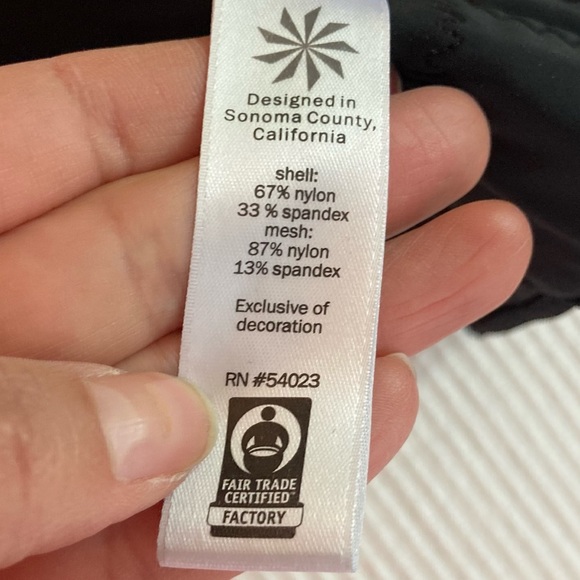 Designed in
Sonoma County,
California
shell:
67% nylon
33 % spandex
mesh:
87% nylon
13% spandex
Exclusive of
decoration
RN #54023
FAIR TRADE
CERTIFIED™
FACTORY